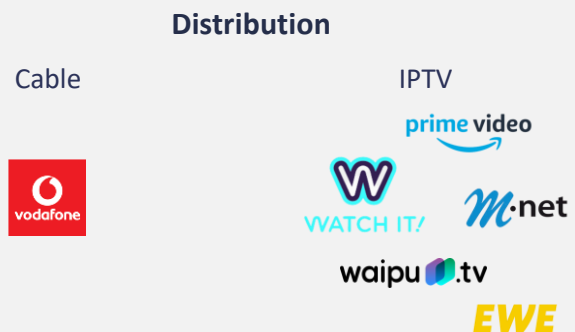 Distribution
Cable
IPTV
prime video
vodafone
W
WATCH IT!
M·net
waipu.tv
EWE